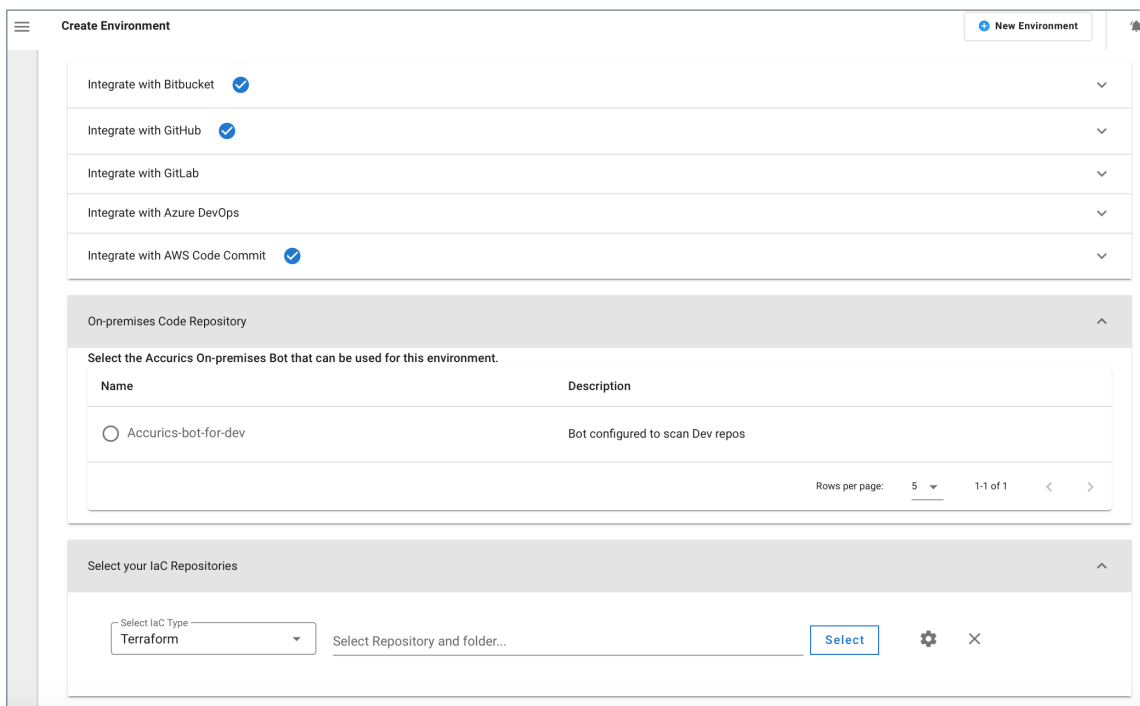 Create Environment
New Environment
Integrate with Bitbucket
Integrate with GitHub
Integrate with GitLab
Integrate with Azure DevOps
Integrate with AWS Code Commit
On-premises Code Repository
Select the Accurics On-premises Bot that can be used for this environment.
Name Description
Accurics-bot-for-dev Bot configured to scan Dev repos
Rows per page: 5 1-1 of 1
Select your IaC Repositories
Select IaC Type
Terraform Select Repository and folder... Select